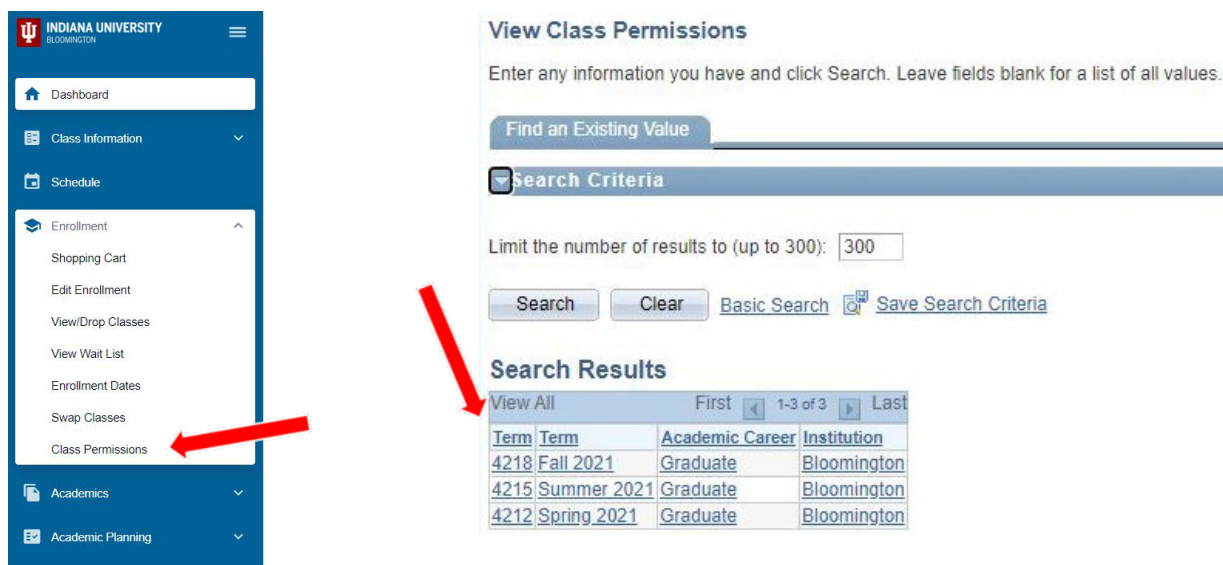 INDIANA UNIVERSITY
BLOOMINGTON
Dashboard
Class Information
Schedule
Enrollment
Shopping Cart
Edit Enrollment
View/Drop Classes
View Wait List
Enrollment Dates
Swap Classes
Class Permissions
Academics
Academic Planning
View Class Permissions
Enter any information you have and click Search. Leave fields blank for a list of all values.
Find an Existing Value
Search Criteria
Limit the number of results to (up to 300): 300
Search Clear Basic Search Save Search Criteria
Search Results
View All First 1-3 of 3 Last
Term Term Academic Career Institution
4218 Fall 2021 Graduate Bloomington
4215 Summer 2021 Graduate Bloomington
4212 Spring 2021 Graduate Bloomington